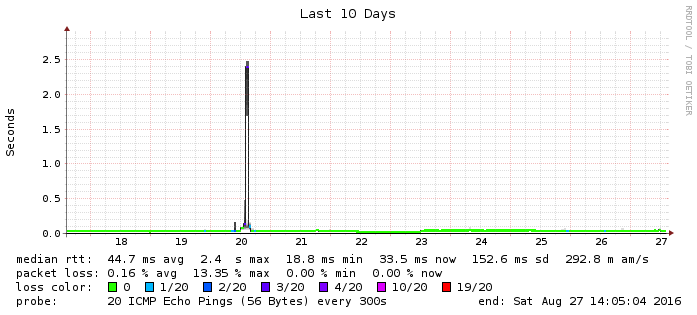 Last 10 Days
RRDTOOL / TOBI OETIKER
Seconds
2.5
2.0
1.5
1.0
0.5
0.0
18 19 20 21 22 23 24 25 26 27
median rtt: 44.7 ms avg 2.4 s max 18.8 ms min 33.5 ms now 152.6 ms sd 292.8 m am/s
packet loss: 0.16 % avg 13.35 % max 0.00 % min 0.00 % now
loss color: 0 1/20 2/20 3/20 4/20 10/20 19/20
probe: 20 ICMP Echo Pings (56 Bytes) every 300s end: Sat Aug 27 14:05:04 2016